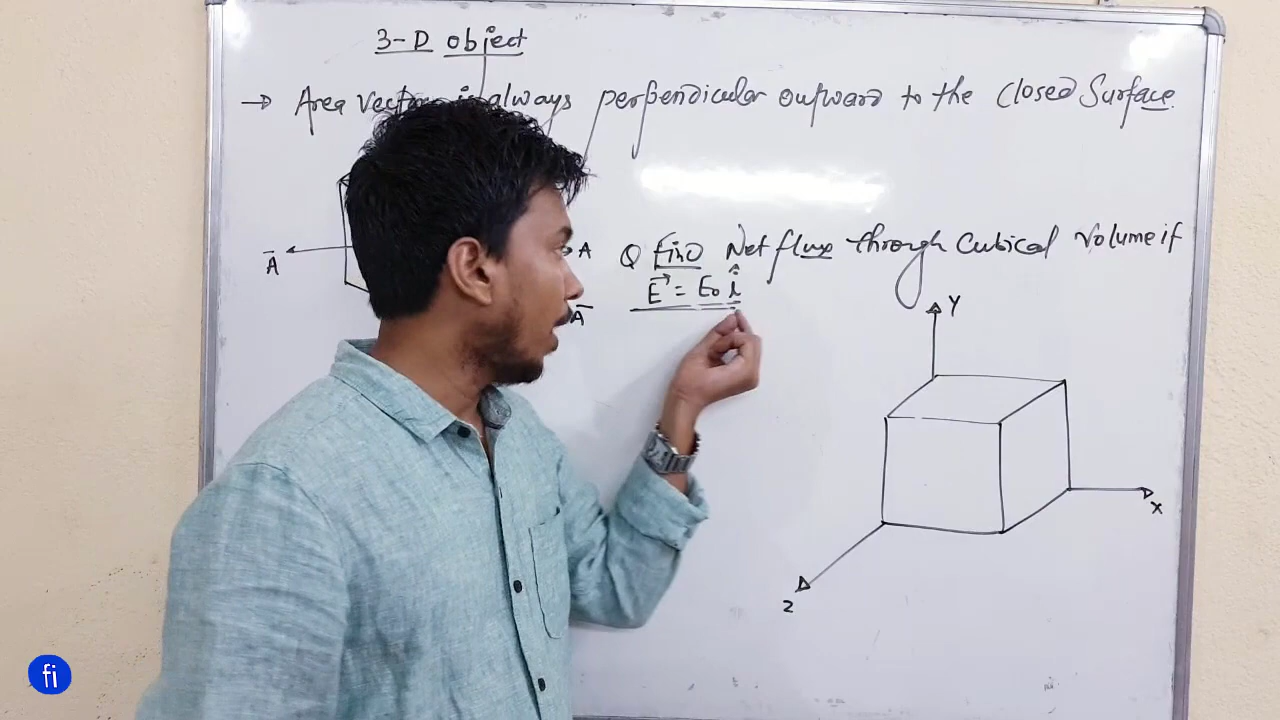 3-D object
→ Area vector is always perpendicular outward to the closed Surface.
A
A
A
Q Find Net flux through Cubical Volume if
E = E₀ î
Y
X
Z
fi